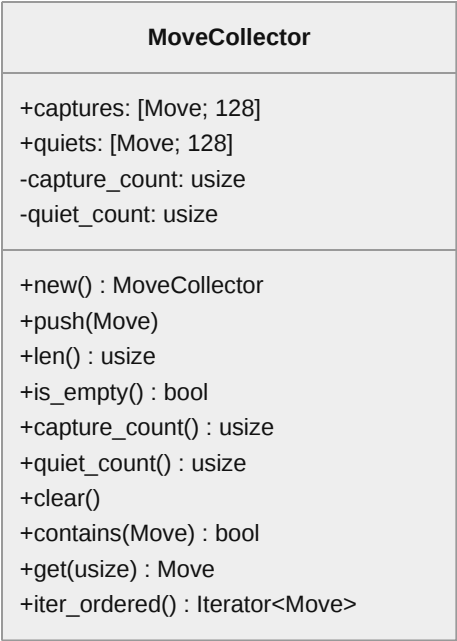 MoveCollector
+captures: [Move; 128]
+quiets: [Move; 128]
-capture_count: usize
-quiet_count: usize
+new() : MoveCollector
+push(Move)
+len() : usize
+is_empty() : bool
+capture_count() : usize
+quiet_count() : usize
+clear()
+contains(Move) : bool
+get(usize) : Move
+iter_ordered() : Iterator<Move>